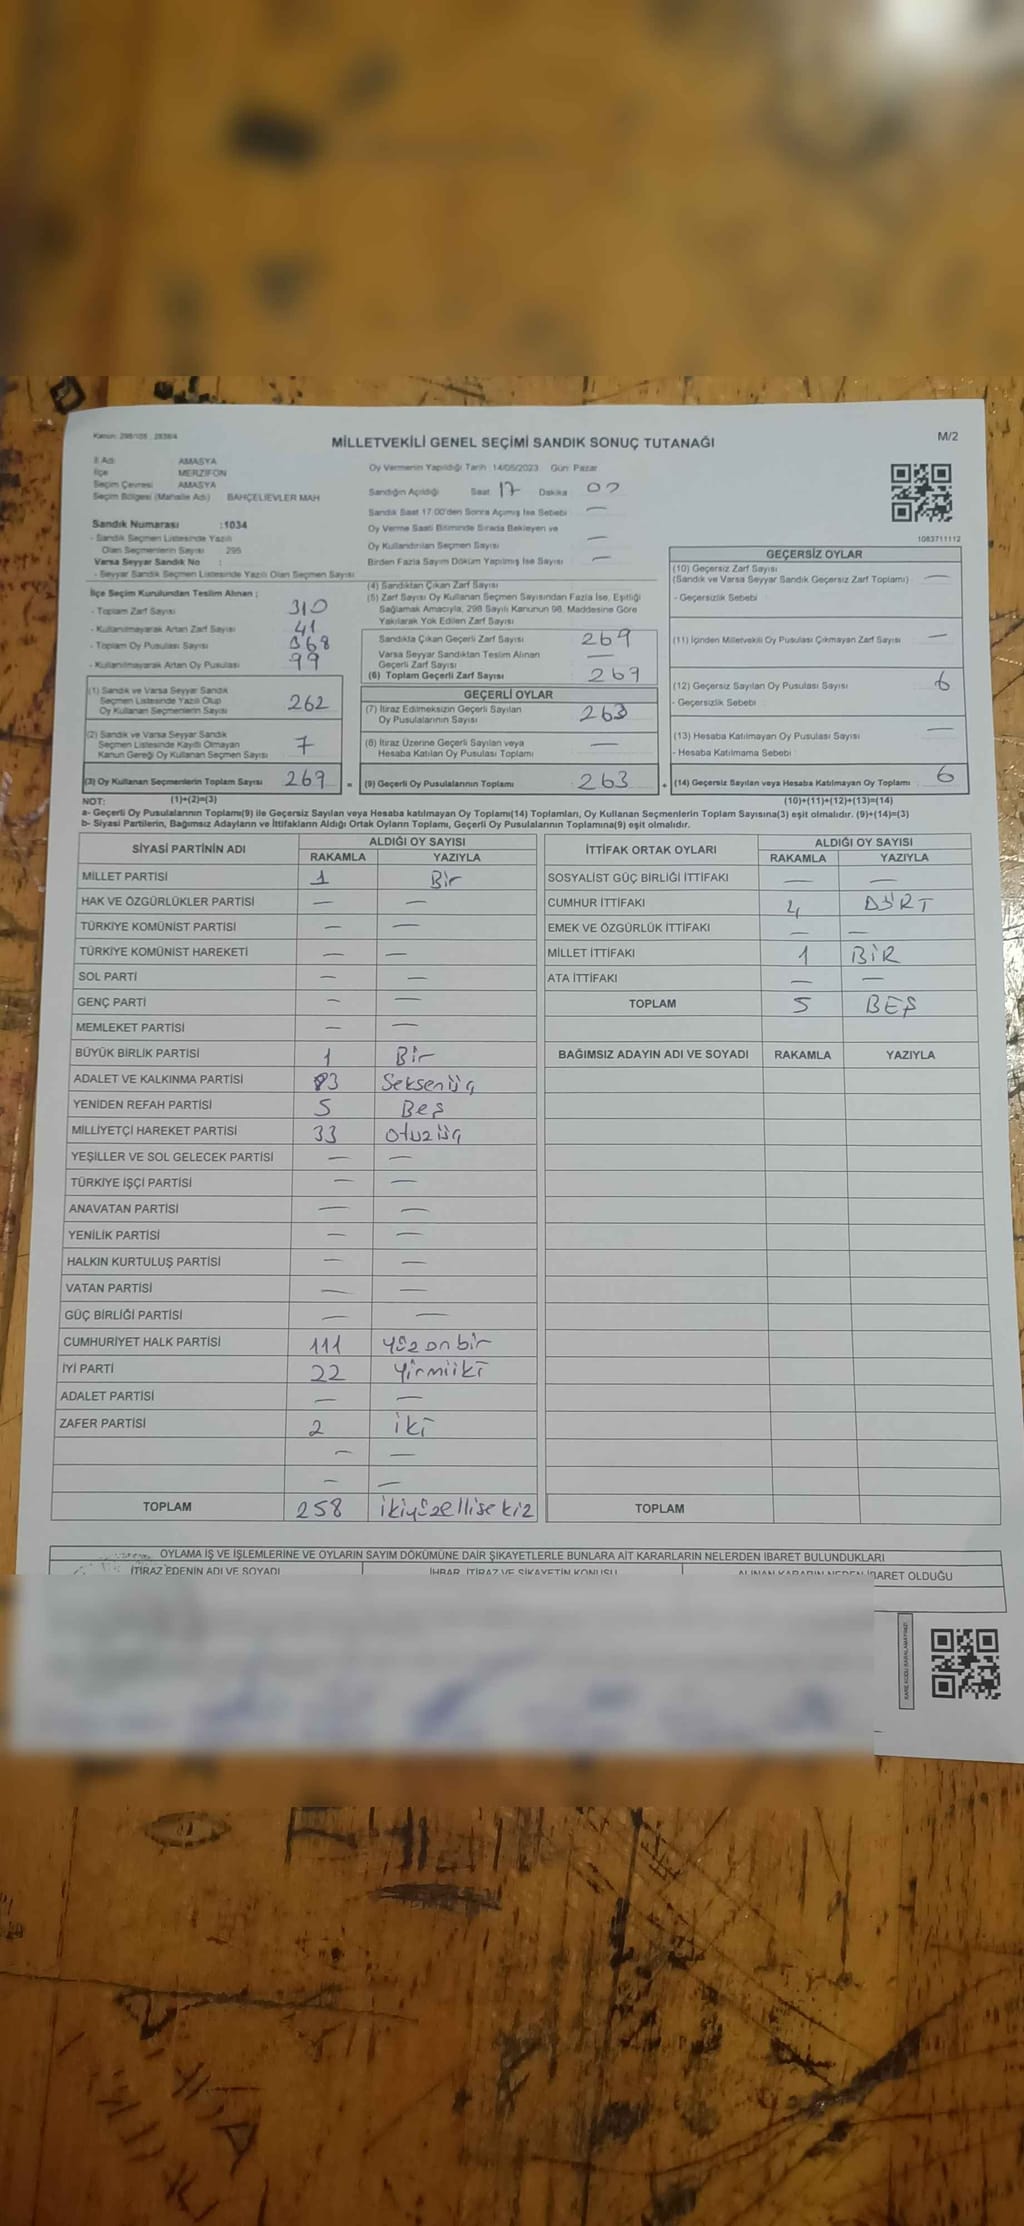 Kanun: 298/105 , 2839/4
MİLLETVEKİLİ GENEL SEÇİMİ SANDIK SONUÇ TUTANAĞI
M/2
İl Adı AMASYA
İlçe MERZİFON
Seçim Çevresi AMASYA
Seçim Bölgesi (Mahalle Adı) BAHÇELİEVLER MAH
Oy Vermenin Yapıldığı Tarih : 14/05/2023 Gün: Pazar
Sandığın Açıldığı Saat 17 Dakika 00
Sandık Saat 17:00'den Sonra Açımış İse Sebebi —
Oy Verme Saati Bitiminde Sırada Bekleyen ve
Oy Kullandırılan Seçmen Sayısı —
Birden Fazla Sayım Döküm Yapılmış İse Sayısı —
1083711112
Sandık Numarası :1034
- Sandık Seçmen Listesinde Yazılı
Olan Seçmenlerin Sayısı 295
Varsa Seyyar Sandık No :
- Seyyar Sandık Seçmen Listesinde Yazılı Olan Seçmen Sayısı
İlçe Seçim Kurulundan Teslim Alınan ;
- Toplam Zarf Sayısı 310
- Kullanılmayarak Artan Zarf Sayısı 41
- Toplam Oy Pusulası Sayısı 368
- Kullanılmayarak Artan Oy Pusulası 99
(1) Sandık ve Varsa Seyyar Sandık
Seçmen Listesinde Yazılı Olup
Oy Kullanan Seçmenlerin Sayısı 262
(2) Sandık ve Varsa Seyyar Sandık
Seçmen Listesinde Kayıtlı Olmayan
Kanun Gereği Oy Kullanan Seçmen Sayısı 7
(3) Oy Kullanan Seçmenlerin Toplam Sayısı 269
(4) Sandıktan Çıkan Zarf Sayısı
(5) Zarf Sayısı Oy Kullanan Seçmen Sayısından Fazla İse, Eşitliği
Sağlamak Amacıyla, 298 Sayılı Kanunun 98. Maddesine Göre
Yakılarak Yok Edilen Zarf Sayısı
Sandıkta Çıkan Geçerli Zarf Sayısı 269
Varsa Seyyar Sandıktan Teslim Alınan
Geçerli Zarf Sayısı —
(6) Toplam Geçerli Zarf Sayısı 269
GEÇERLİ OYLAR
(7) İtiraz Edilmeksizin Geçerli Sayılan
Oy Pusulalarının Sayısı 263
(8) İtiraz Üzerine Geçerli Sayılan veya
Hesaba Katılan Oy Pusulası Toplamı —
= (9) Geçerli Oy Pusulalarının Toplamı 263
GEÇERSİZ OYLAR
(10) Geçersiz Zarf Sayısı
(Sandık ve Varsa Seyyar Sandık Geçersiz Zarf Toplamı) —
- Geçersizlik Sebebi
(11) İçinden Milletvekili Oy Pusulası Çıkmayan Zarf Sayısı —
(12) Geçersiz Sayılan Oy Pusulası Sayısı 6
- Geçersizlik Sebebi :
(13) Hesaba Katılmayan Oy Pusulası Sayısı —
- Hesaba Katılmama Sebebi
+ (14) Geçersiz Sayılan veya Hesaba Katılmayan Oy Toplamı 6
NOT: (1)+(2)=(3) (10)+(11)+(12)+(13)=(14)
a- Geçerli Oy Pusulalarının Toplamı(9) ile Geçersiz Sayılan veya Hesaba katılmayan Oy Toplamı(14) Toplamları, Oy Kullanan Seçmenlerin Toplam Sayısına(3) eşit olmalıdır. (9)+(14)=(3)
b- Siyasi Partilerin, Bağımsız Adayların ve İttifakların Aldığı Ortak Oyların Toplamı, Geçerli Oy Pusulalarının Toplamına(9) eşit olmalıdır.
SİYASİ PARTİNİN ADI ALDIĞI OY SAYISI
RAKAMLA YAZIYLA
MİLLET PARTİSİ 1 Bir
HAK VE ÖZGÜRLÜKLER PARTİSİ — —
TÜRKİYE KOMÜNİST PARTİSİ — —
TÜRKİYE KOMÜNİST HAREKETİ — —
SOL PARTİ — —
GENÇ PARTİ — —
MEMLEKET PARTİSİ — —
BÜYÜK BİRLİK PARTİSİ 1 Bir
ADALET VE KALKINMA PARTİSİ 83 Seksenüç
YENİDEN REFAH PARTİSİ 5 Beş
MİLLİYETÇİ HAREKET PARTİSİ 33 otuzüç
YEŞİLLER VE SOL GELECEK PARTİSİ — —
TÜRKİYE İŞÇİ PARTİSİ — —
ANAVATAN PARTİSİ — —
YENİLİK PARTİSİ — —
HALKIN KURTULUŞ PARTİSİ — —
VATAN PARTİSİ — —
GÜÇ BİRLİĞİ PARTİSİ — —
CUMHURİYET HALK PARTİSİ 111 yüz on bir
İYİ PARTİ 22 yirmiiki
ADALET PARTİSİ — —
ZAFER PARTİSİ 2 iki
— —
— —
TOPLAM 258 ikiyüzellisekiz
İTTİFAK ORTAK OYLARI ALDIĞI OY SAYISI
RAKAMLA YAZIYLA
SOSYALİST GÜÇ BİRLİĞİ İTTİFAKI — —
CUMHUR İTTİFAKI 4 DÖRT
EMEK VE ÖZGÜRLÜK İTTİFAKI — —
MİLLET İTTİFAKI 1 BİR
ATA İTTİFAKI — —
TOPLAM 5 BEŞ
BAĞIMSIZ ADAYIN ADI VE SOYADI RAKAMLA YAZIYLA
TOPLAM
OYLAMA İŞ VE İŞLEMLERİNE VE OYLARIN SAYIM DÖKÜMÜNE DAİR ŞİKAYETLERLE BUNLARA AİT KARARLARIN NELERDEN İBARET BULUNDUKLARI
İTİRAZ EDENİN ADI VE SOYADI İHBAR, İTİRAZ VE ŞİKAYETİN KONUSU ALINAN KARARIN NEDEN İBARET OLDUĞU
KARE KODU KARALAMAYINIZ!